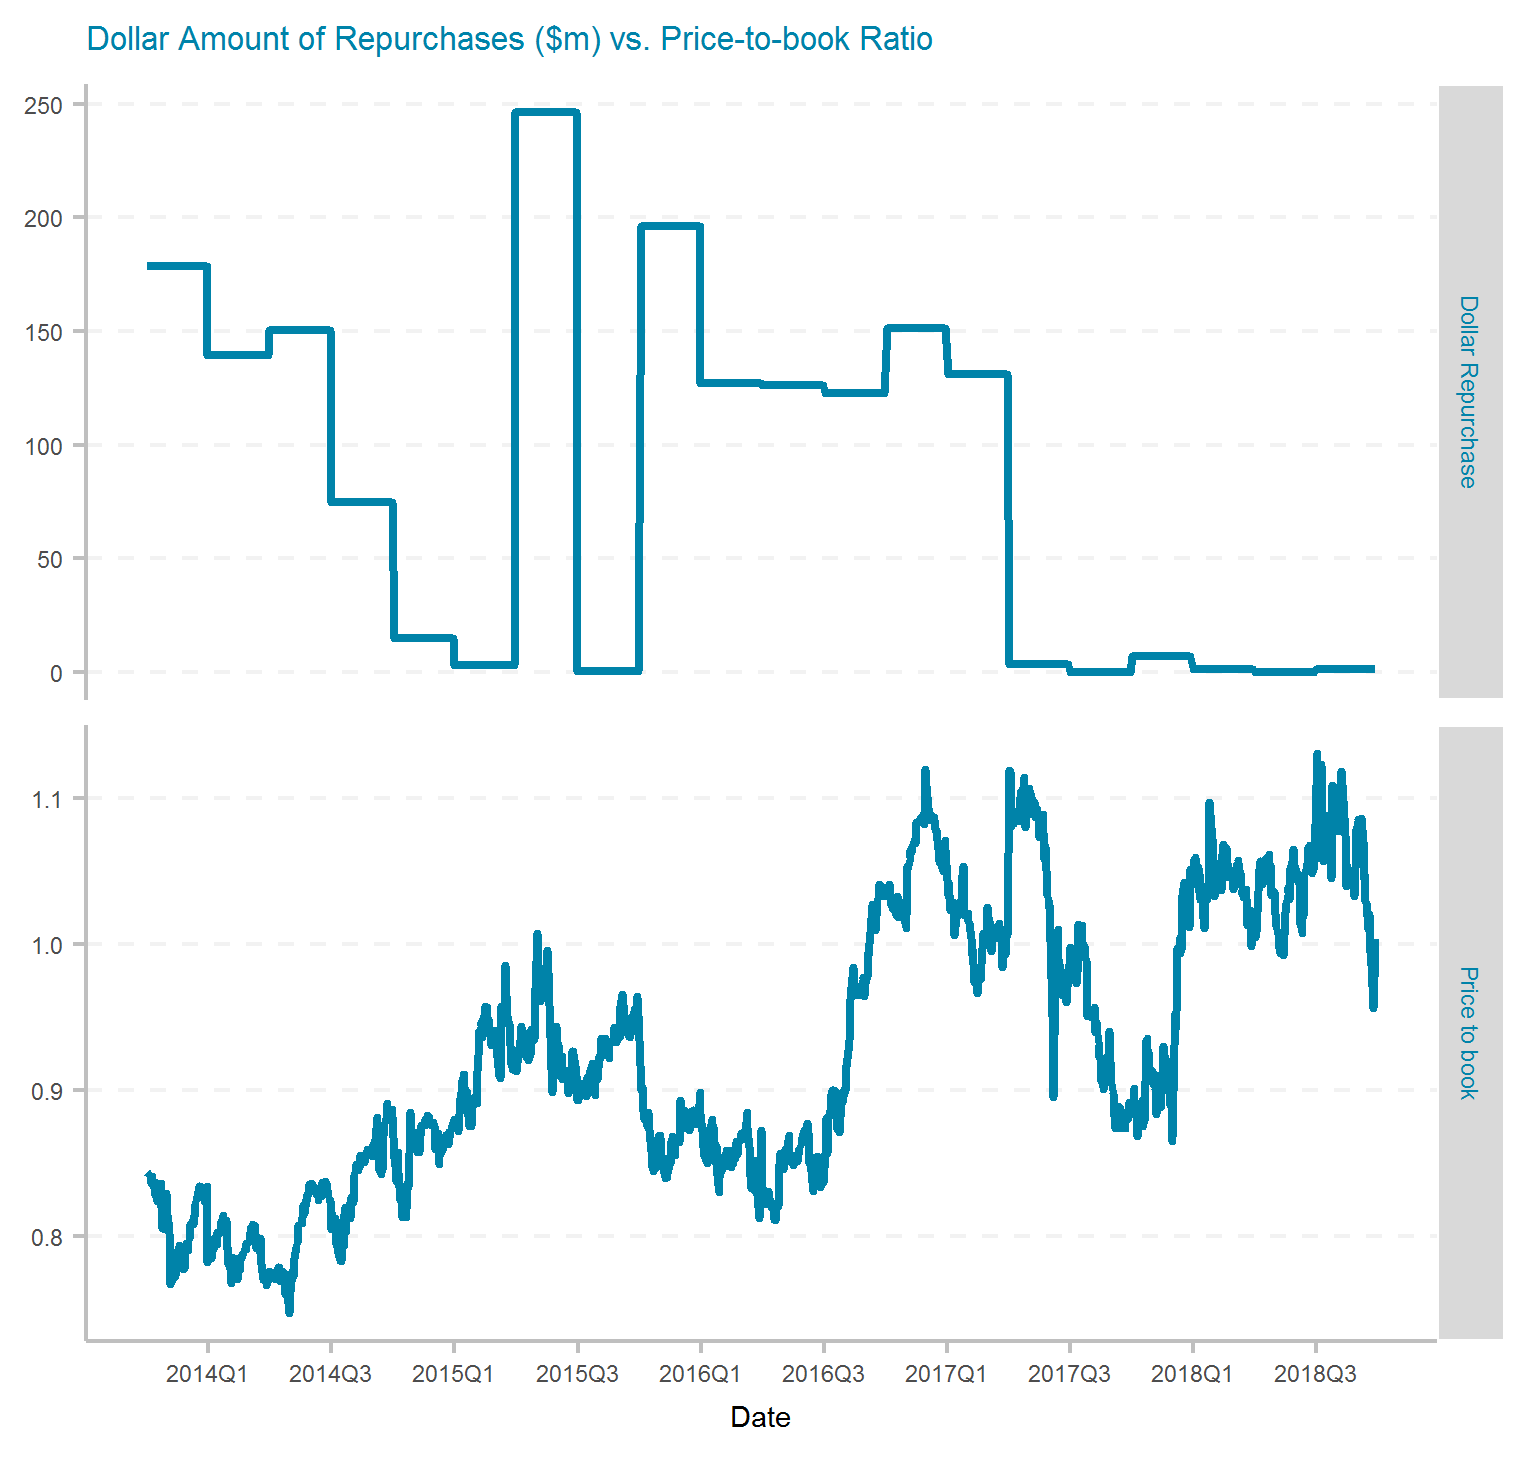 Dollar Amount of Repurchases ($m) vs. Price-to-book Ratio
250
200
150
100
50
0
Dollar Repurchase
1.1
1.0
0.9
0.8
Price to book
2014Q1 2014Q3 2015Q1 2015Q3 2016Q1 2016Q3 2017Q1 2017Q3 2018Q1 2018Q3
Date